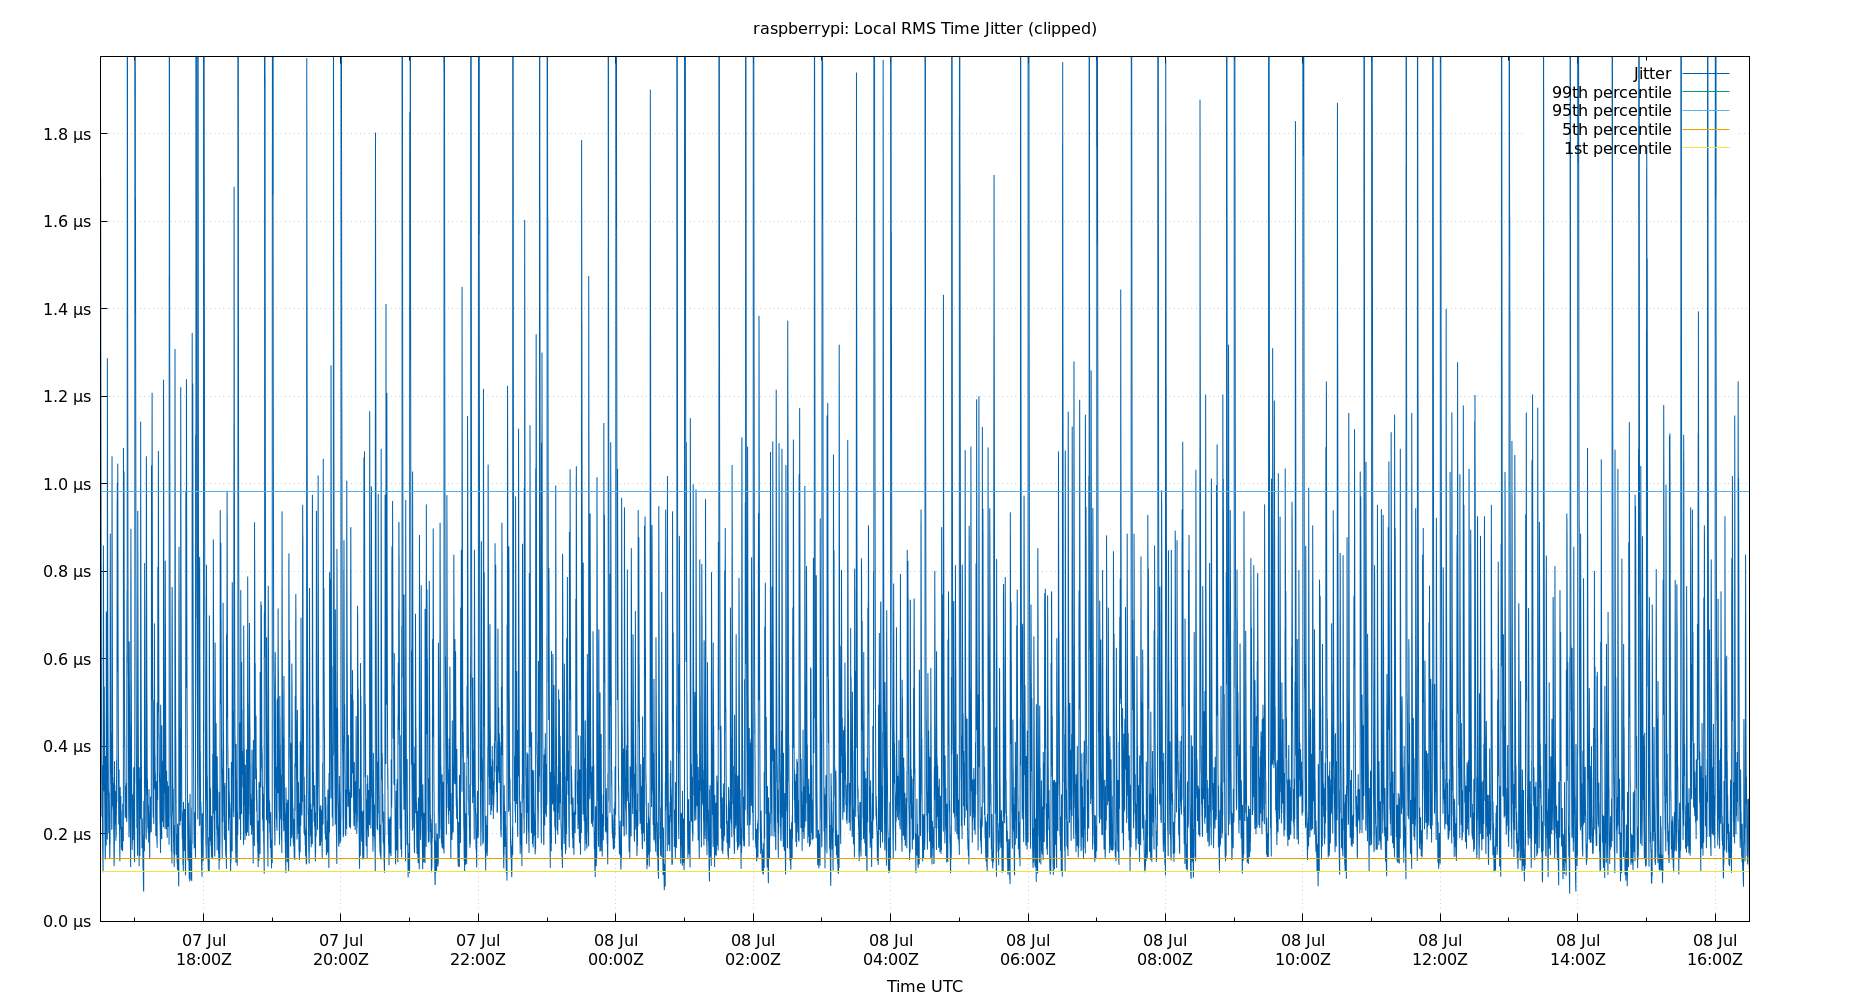 raspberrypi: Local RMS Time Jitter (clipped)
Jitter
99th percentile
95th percentile
5th percentile
1st percentile
1.8 µs
1.6 µs
1.4 µs
1.2 µs
1.0 µs
0.8 µs
0.6 µs
0.4 µs
0.2 µs
0.0 µs
07 Jul 07 Jul 07 Jul 08 Jul 08 Jul 08 Jul 08 Jul 08 Jul 08 Jul 08 Jul 08 Jul 08 Jul
18:00Z 20:00Z 22:00Z 00:00Z 02:00Z 04:00Z 06:00Z 08:00Z 10:00Z 12:00Z 14:00Z 16:00Z
Time UTC